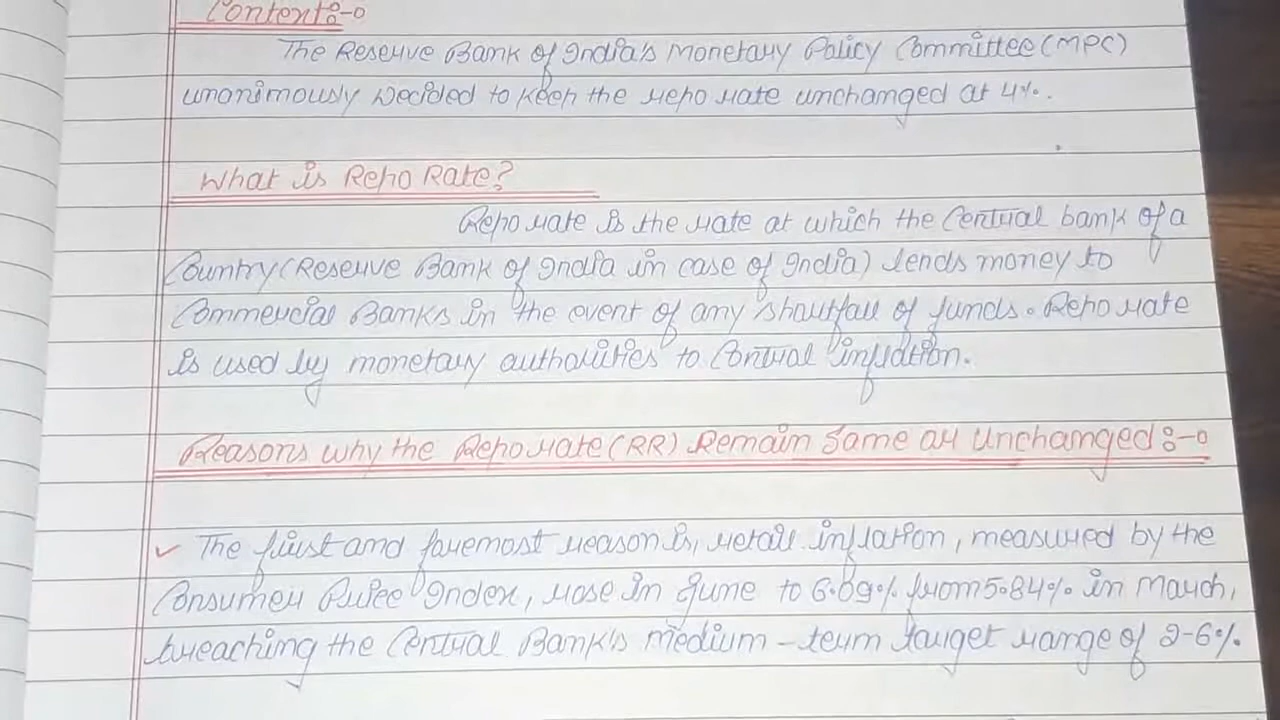 Context:-
The Reserve Bank of India's Monetary Policy Committee (MPC)
unanimously decided to keep the repo rate unchanged at 4%.
What is Repo Rate?
Repo rate is the rate at which the Central bank of a
Country (Reserve Bank of India in case of India) lends money to
Commercial Banks in the event of any shortfall of funds. Repo rate
is used by monetary authorities to control inflation.
Reasons why the Repo rate (RR) Remain Same or Unchanged:-
✓ The first and foremost reason is, retail inflation, measured by the
Consumer Price Index, rose in June to 6.09% from 5.84% in March,
breaching the Central Bank's medium-term target range of 2-6%